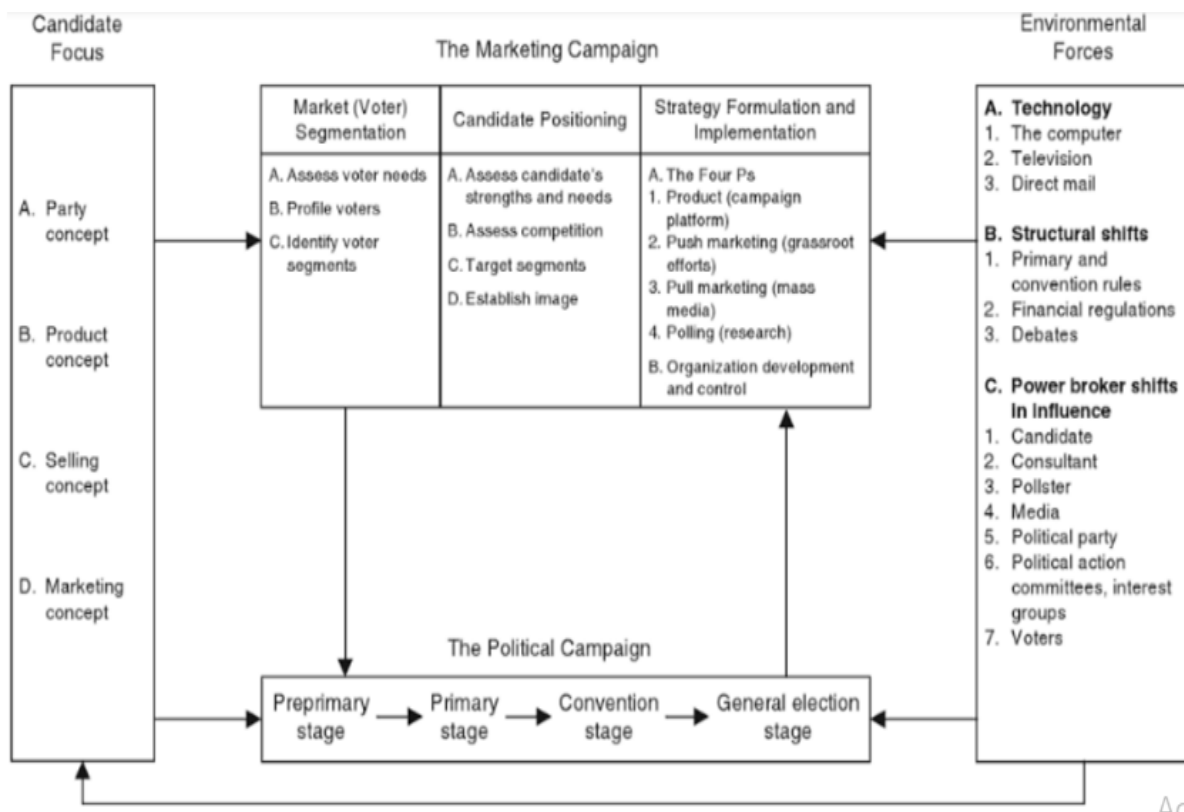 Candidate
Focus
The Marketing Campaign
Environmental
Forces
A. Party
concept
B. Product
concept
C. Selling
concept
D. Marketing
concept
Market (Voter)
Segmentation
A. Assess voter needs
B. Profile voters
C. Identify voter
segments
Candidate Positioning
A. Assess candidate's
strengths and needs
B. Assess competition
C. Target segments
D. Establish image
Strategy Formulation and
Implementation
A. The Four Ps
1. Product (campaign
platform)
2. Push marketing (grassroot
efforts)
3. Pull marketing (mass
media)
4. Polling (research)
B. Organization development
and control
A. Technology
1. The computer
2. Television
3. Direct mail
B. Structural shifts
1. Primary and
convention rules
2. Financial regulations
3. Debates
C. Power broker shifts
In Influence
1. Candidate
2. Consultant
3. Pollster
4. Media
5. Political party
6. Political action
committees, interest
groups
7. Voters
The Political Campaign
Preprimary
stage
Primary
stage
Convention
stage
General election
stage